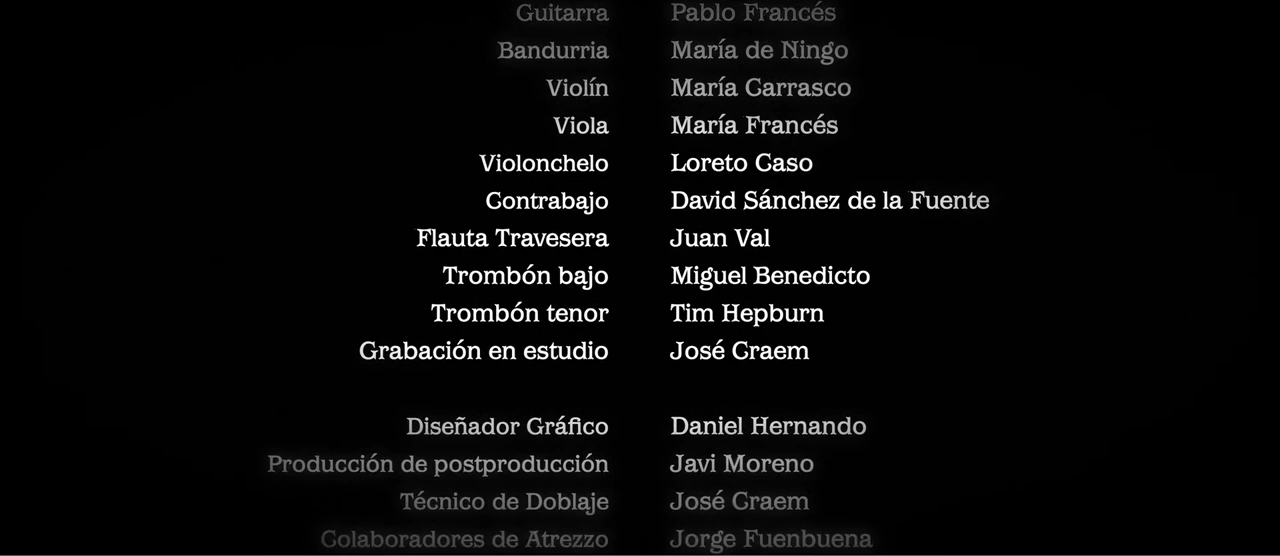 Guitarra Pablo Francés
Bandurria María de Ningo
Violín María Carrasco
Viola María Francés
Violonchelo Loreto Caso
Contrabajo David Sánchez de la Fuente
Flauta Travesera Juan Val
Trombón bajo Miguel Benedicto
Trombón tenor Tim Hepburn
Grabación en estudio José Craem
Diseñador Gráfico Daniel Hernando
Producción de postproducción Javi Moreno
Técnico de Doblaje José Craem
Colaboradores de Atrezzo Jorge Fuenbuena